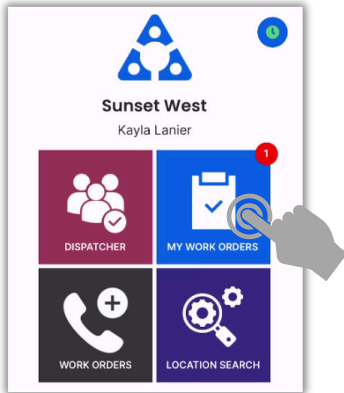 Sunset West
Kayla Lanier
1
DISPATCHER
MY WORK ORDERS
WORK ORDERS
LOCATION SEARCH